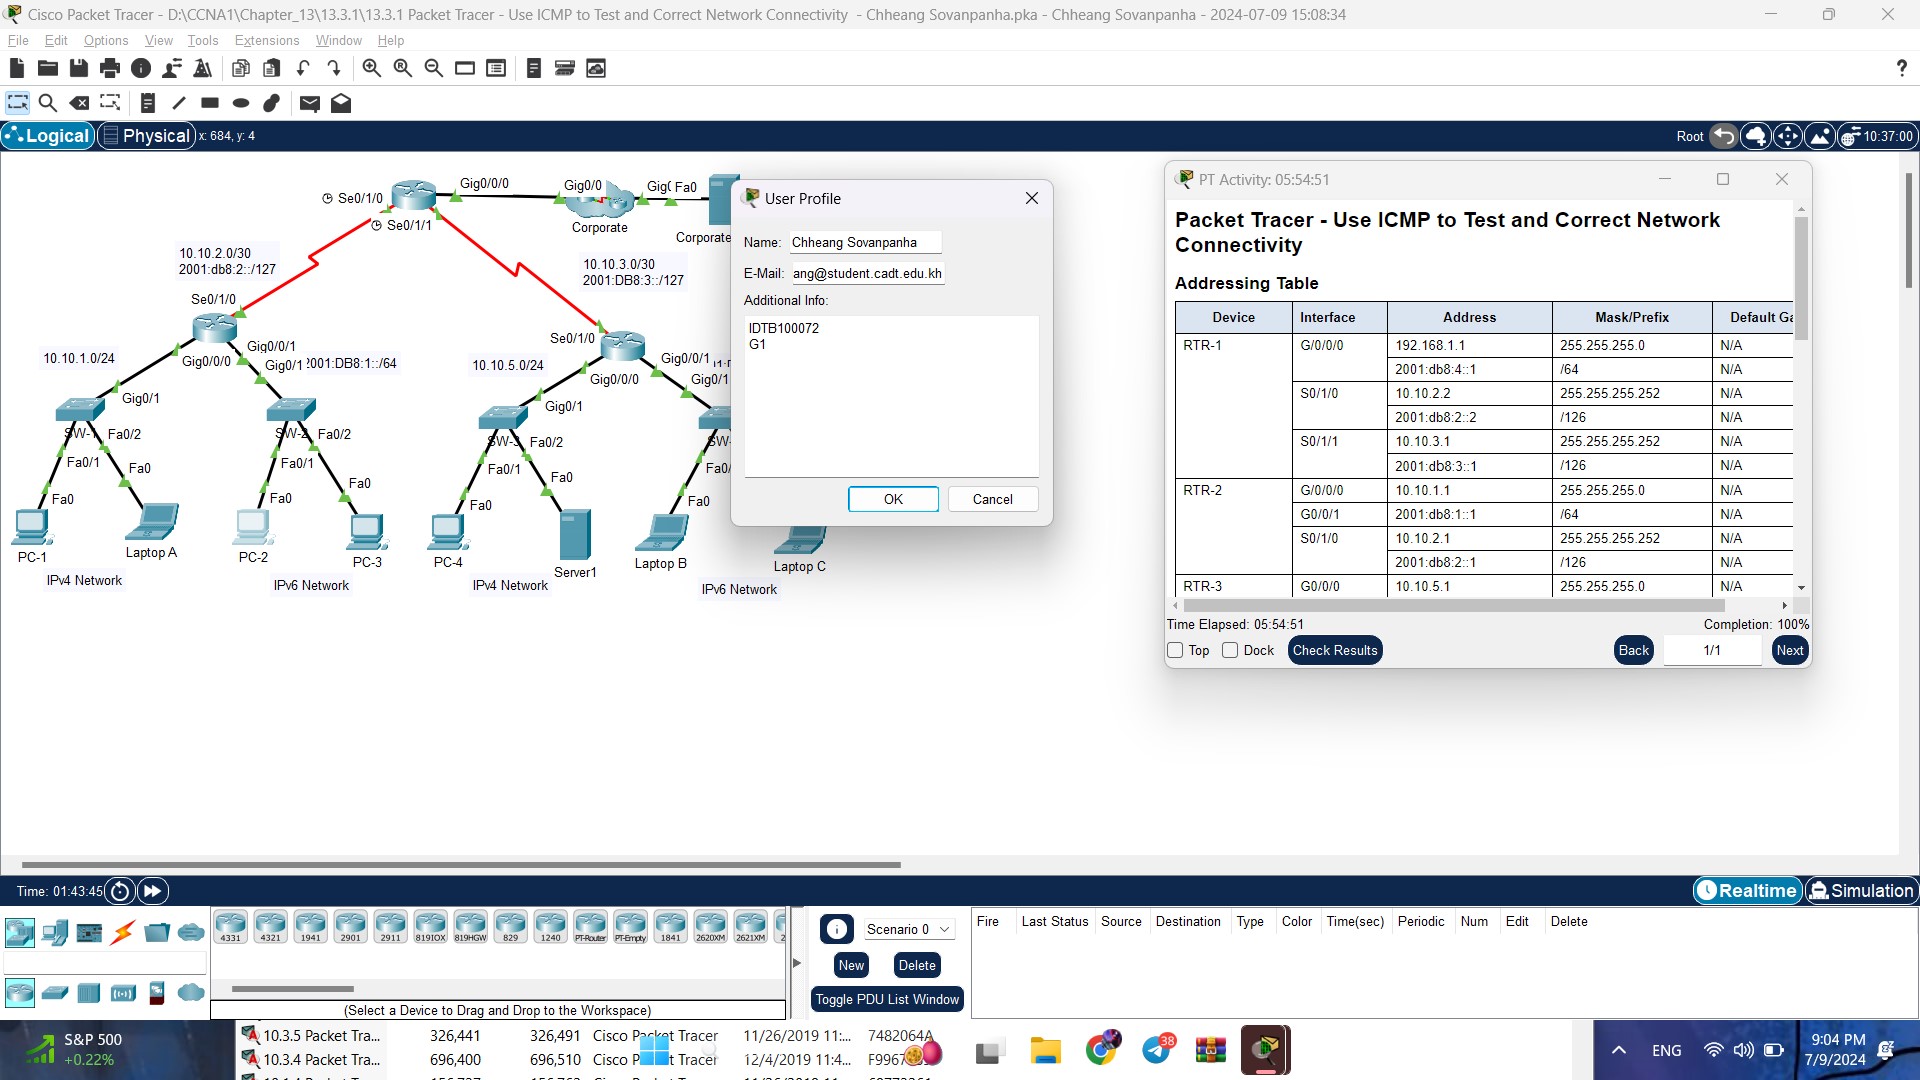 Cisco Packet Tracer - D:\CCNA1\Chapter_13\13.3.1\13.3.1 Packet Tracer - Use ICMP to Test and Correct Network Connectivity - Chheang Sovanpanha.pka - Chheang Sovanpanha - 2024-07-09 15:08:34
File Edit Options View Tools Extensions Window Help
Logical Physical x: 684, y: 4
Root 10:37:00
Se0/1/0
Gig0/0/0
Gig0/0
Fa0
Se0/1/1
Corporate
Corporate
10.10.2.0/30
2001:db8:2::/127
10.10.3.0/30
2001:DB8:3::/127
Se0/1/0
Gig0/0/1
Gig0/0/0
Gig0/1
2001:DB8:1::/64
10.10.1.0/24
Gig0/1
Se0/1/0
Gig0/0/1
Gig0/0/0
Gig0/1
10.10.5.0/24
Gig0/1
SW-1 Fa0/2
SW-2 Fa0/2
SW-3 Fa0/2
Fa0/1
Fa0
Fa0/1
Fa0
Fa0/1
Fa0
Fa0
Fa0
Fa0
Fa0
PC-1
Laptop A
PC-2
PC-3
PC-4
Server1
Laptop B
Laptop C
IPv4 Network
IPv6 Network
IPv4 Network
IPv6 Network
User Profile
Name: Chheang Sovanpanha
E-Mail: ang@student.cadt.edu.kh
Additional Info:
IDTB100072
G1
OK Cancel
PT Activity: 05:54:51
Packet Tracer - Use ICMP to Test and Correct Network
Connectivity
Addressing Table
Device Interface Address Mask/Prefix Default Ga
RTR-1 G/0/0/0 192.168.1.1 255.255.255.0 N/A
2001:db8:4::1 /64 N/A
S0/1/0 10.10.2.2 255.255.255.252 N/A
2001:db8:2::2 /126 N/A
S0/1/1 10.10.3.1 255.255.255.252 N/A
2001:db8:3::1 /126 N/A
RTR-2 G/0/0/0 10.10.1.1 255.255.255.0 N/A
G0/0/1 2001:db8:1::1 /64 N/A
S0/1/0 10.10.2.1 255.255.255.252 N/A
2001:db8:2::1 /126 N/A
RTR-3 G0/0/0 10.10.5.1 255.255.255.0 N/A
Time Elapsed: 05:54:51 Completion: 100%
Top Dock Check Results Back 1/1 Next
Time: 01:43:45
Realtime Simulation
4331 4321 1941 2901 2911 819IOX 819HGW 829 1240 PT-Router PT-Empty 1841 2620XM 2621XM
(Select a Device to Drag and Drop to the Workspace)
Scenario 0
New Delete
Toggle PDU List Window
Fire Last Status Source Destination Type Color Time(sec) Periodic Num Edit Delete
S&P 500
+0.22%
10.3.5 Packet Tra... 326,441 326,491 Cisco Packet Tracer 11/26/2019 11:... 7482064A
10.3.4 Packet Tra... 696,400 696,510 Cisco P 12/4/2019 11:4...
38
ENG
9:04 PM
7/9/2024